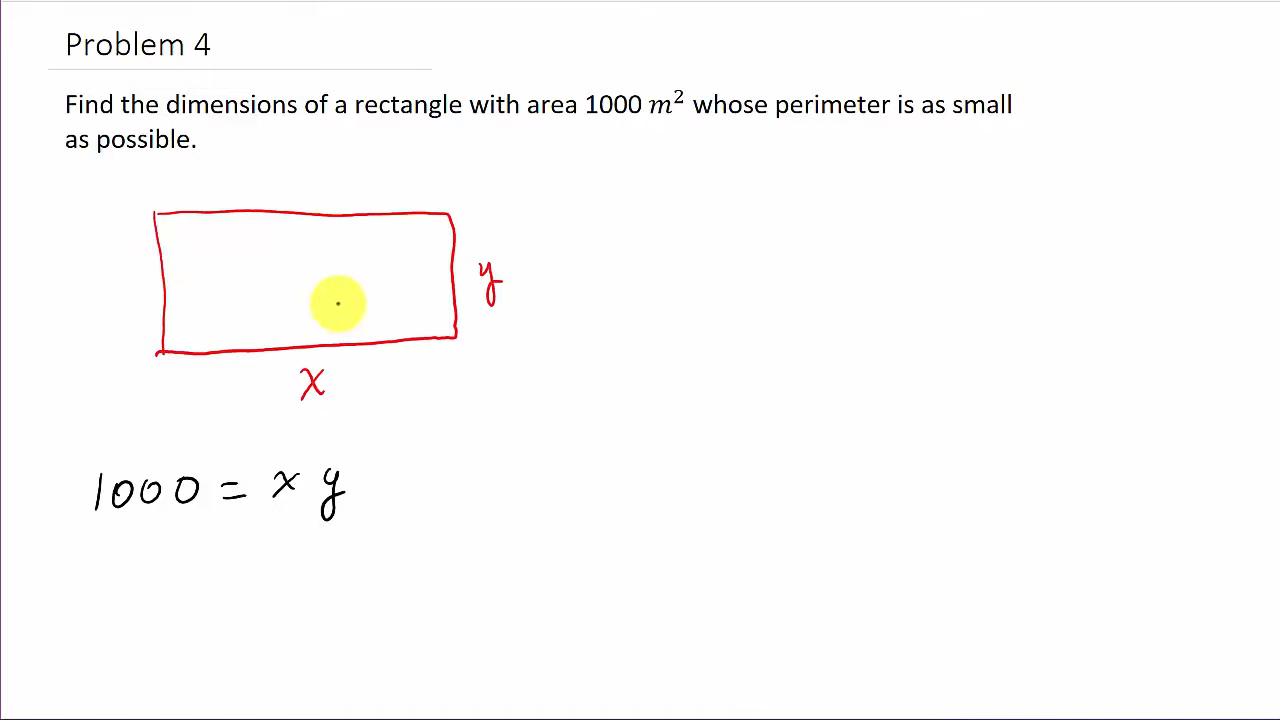 Problem 4
Find the dimensions of a rectangle with area 1000 m² whose perimeter is as small
as possible.
y
x
1000 = x y